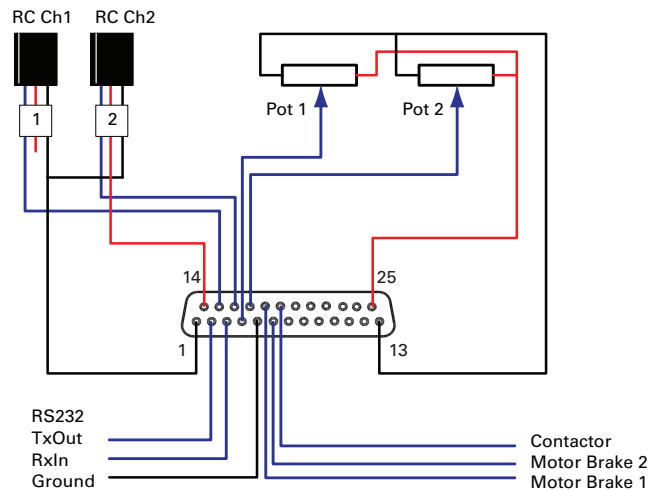 RC Ch1 RC Ch2
1 2
Pot 1 Pot 2
14 25
1 13
RS232
TxOut
RxIn
Ground
Contactor
Motor Brake 2
Motor Brake 1